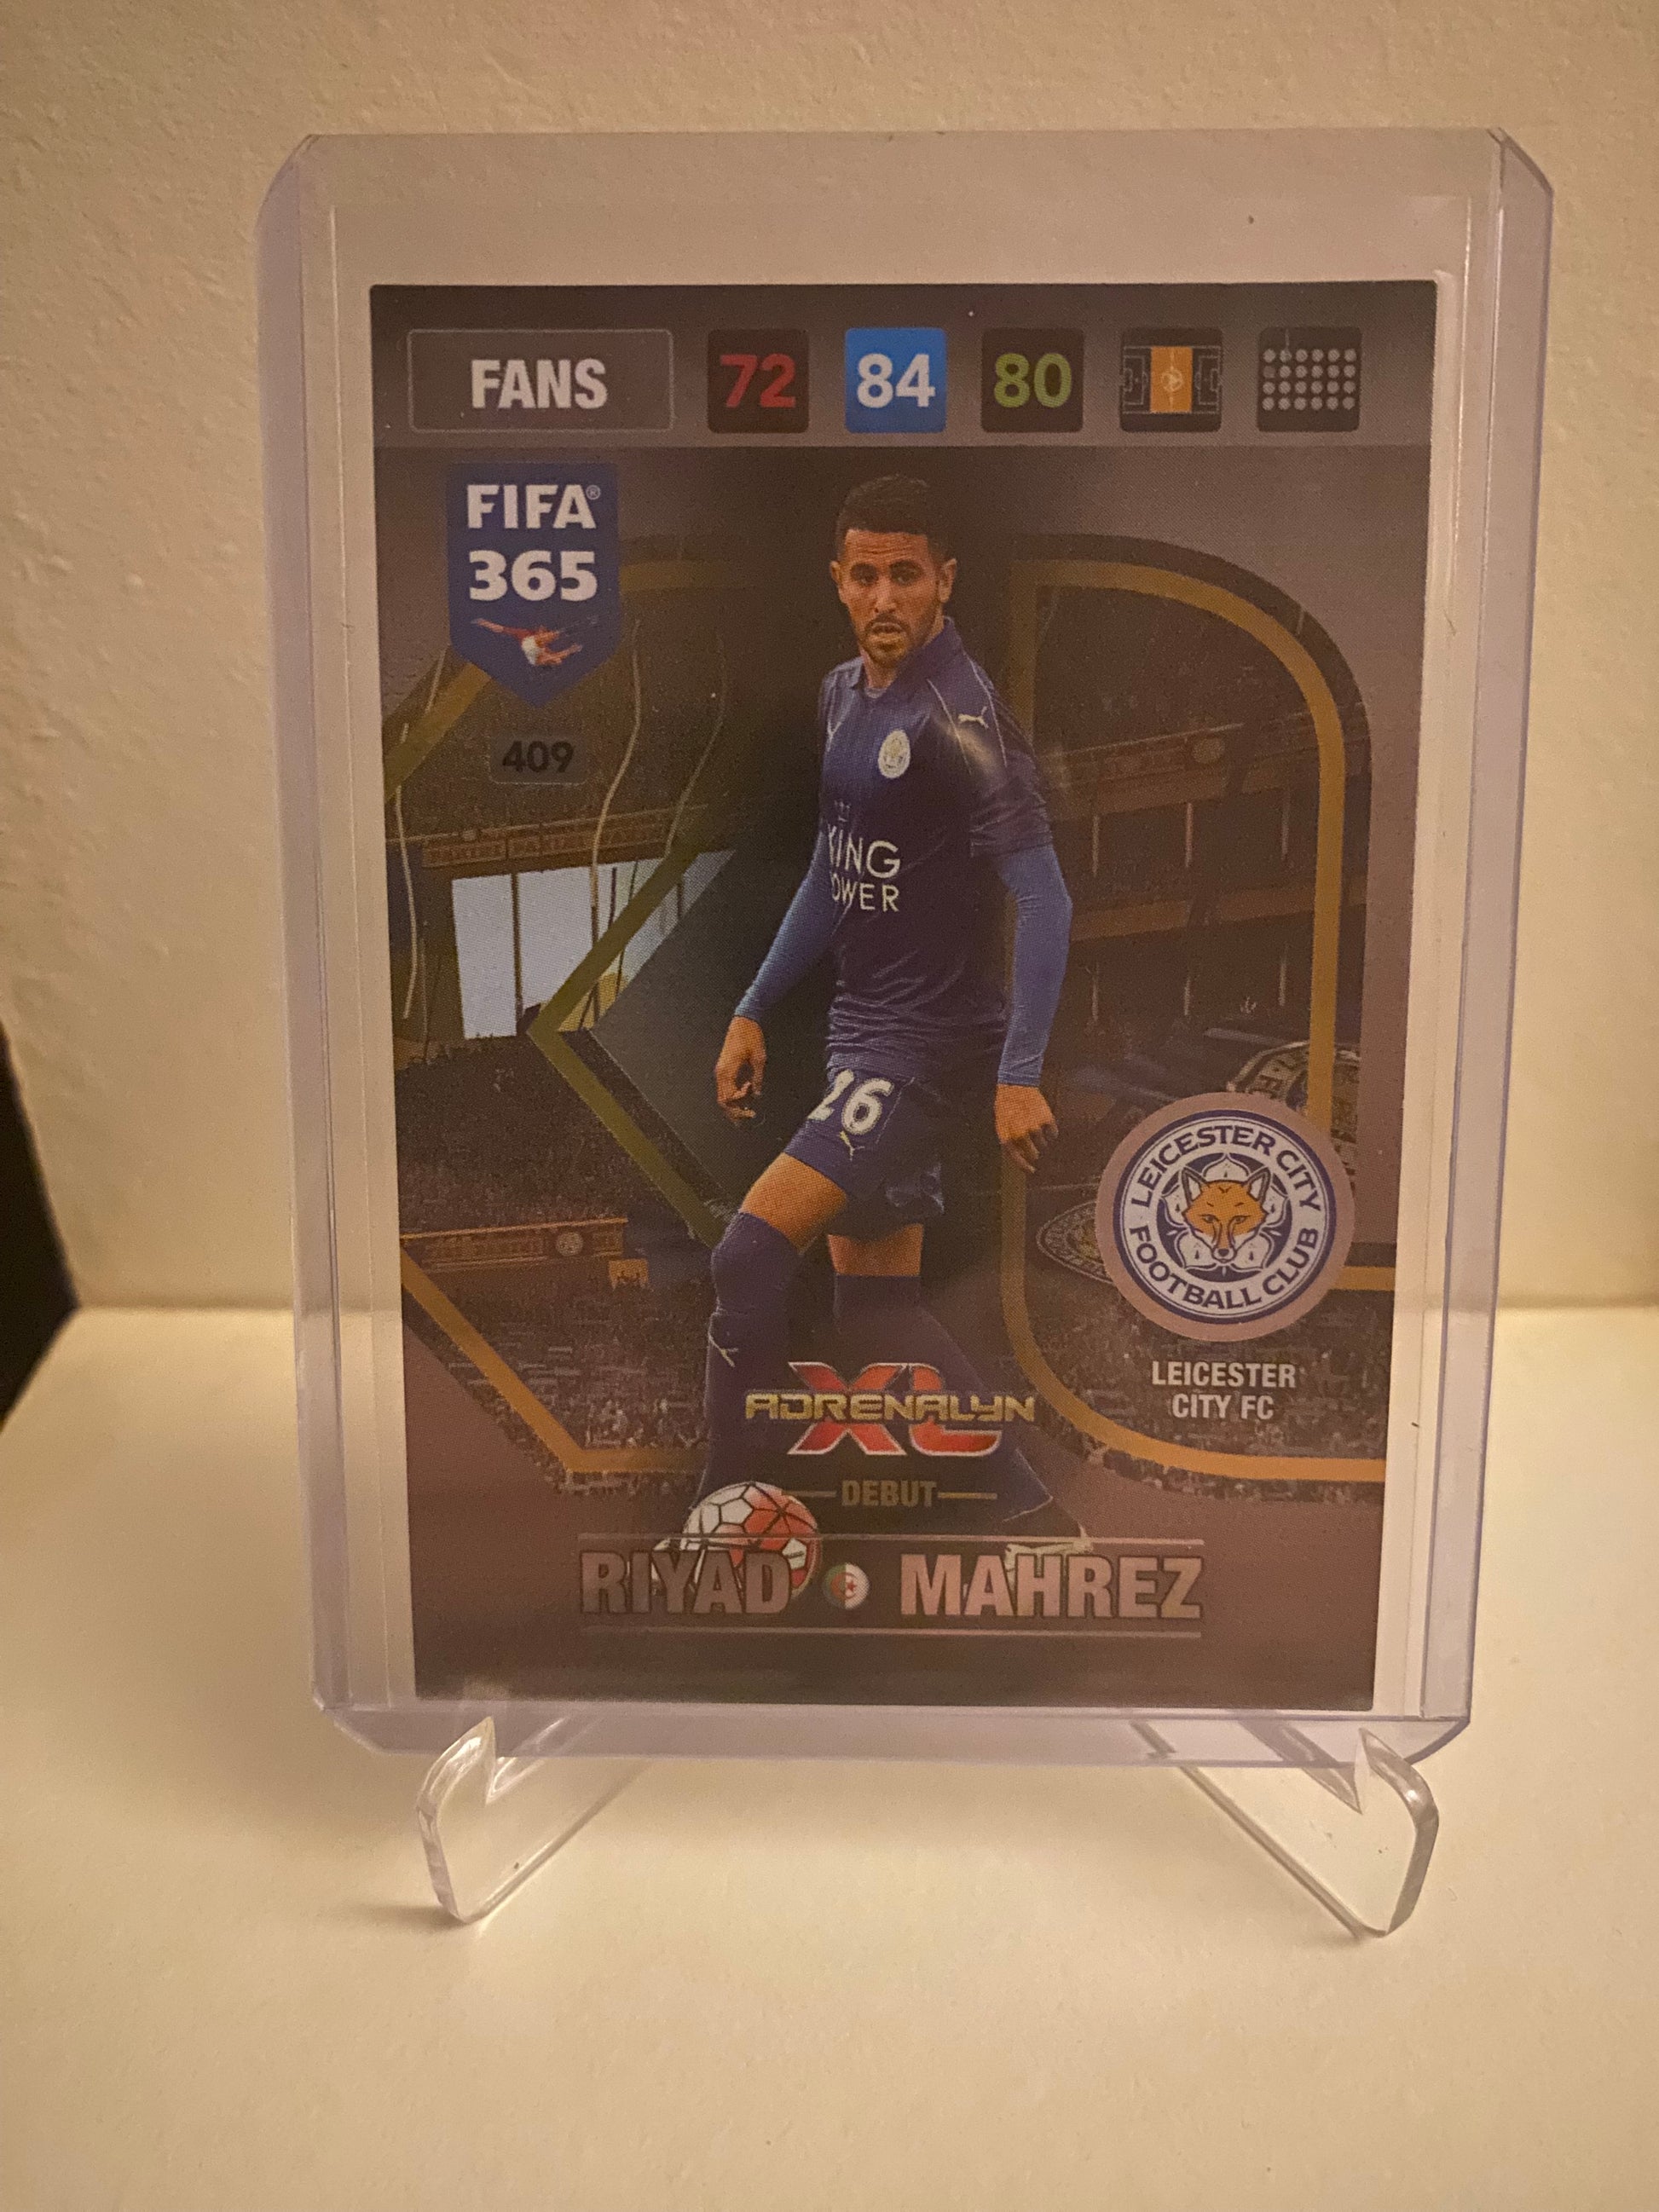 FANS 72 84 80
FIFA®
365
409
KING
POWER
26
LEICESTER CITY
FOOTBALL CLUB
LEICESTER
CITY FC
ADRENALYN
XL
DEBUT
RIYAD MAHREZ